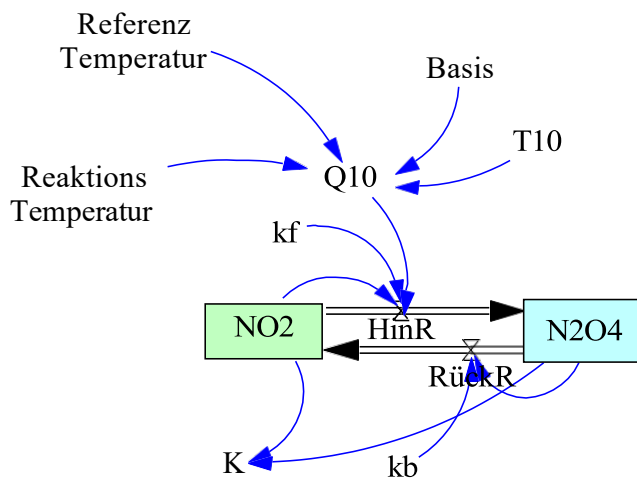 Referenz
Temperatur
Basis
T10
Q10
Reaktions
Temperatur
kf
NO2
HinR
N2O4
RückR
K
kb